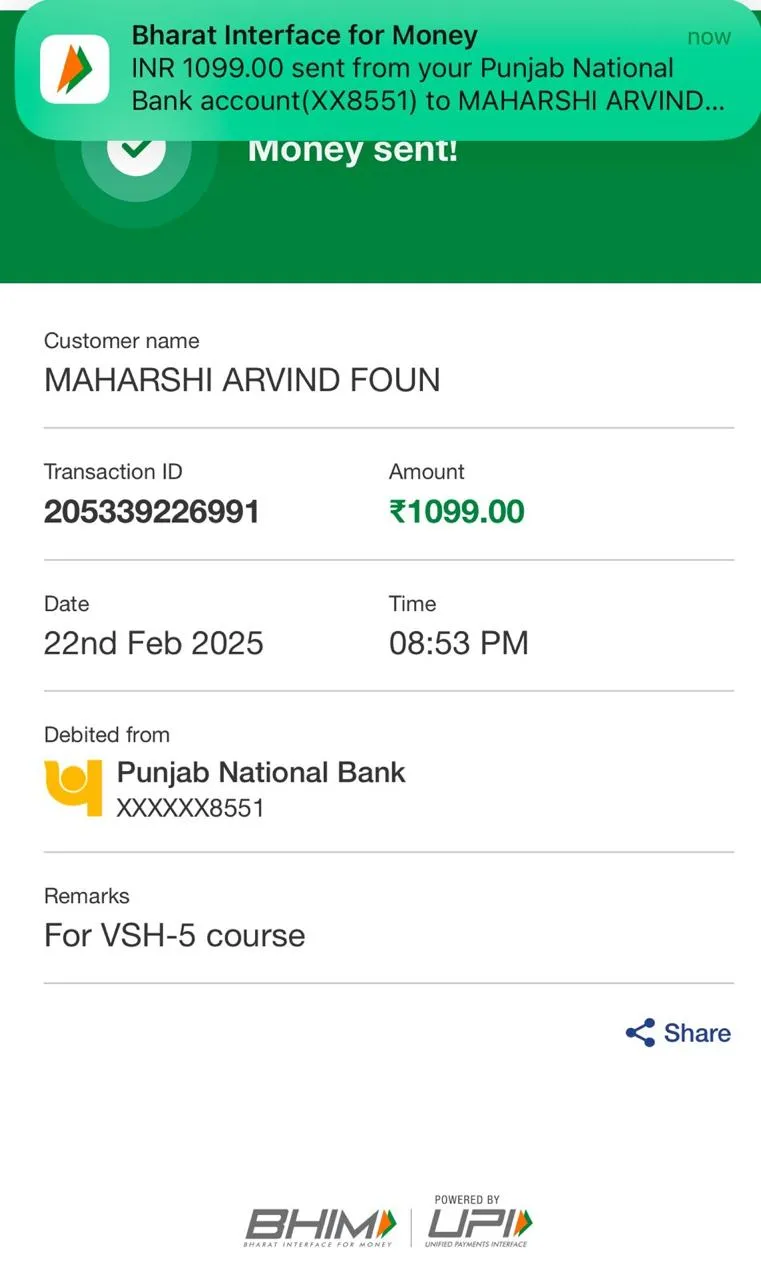 Bharat Interface for Money
now
INR 1099.00 sent from your Punjab National
Bank account(XX8551) to MAHARSHI ARVIND...
Money sent!
Customer name
MAHARSHI ARVIND FOUN
Transaction ID
205339226991
Amount
₹1099.00
Date
22nd Feb 2025
Time
08:53 PM
Debited from
Punjab National Bank
XXXXXX8551
Remarks
For VSH-5 course
Share
BHIM
BHARAT INTERFACE FOR MONEY
POWERED BY
UPI
UNIFIED PAYMENTS INTERFACE